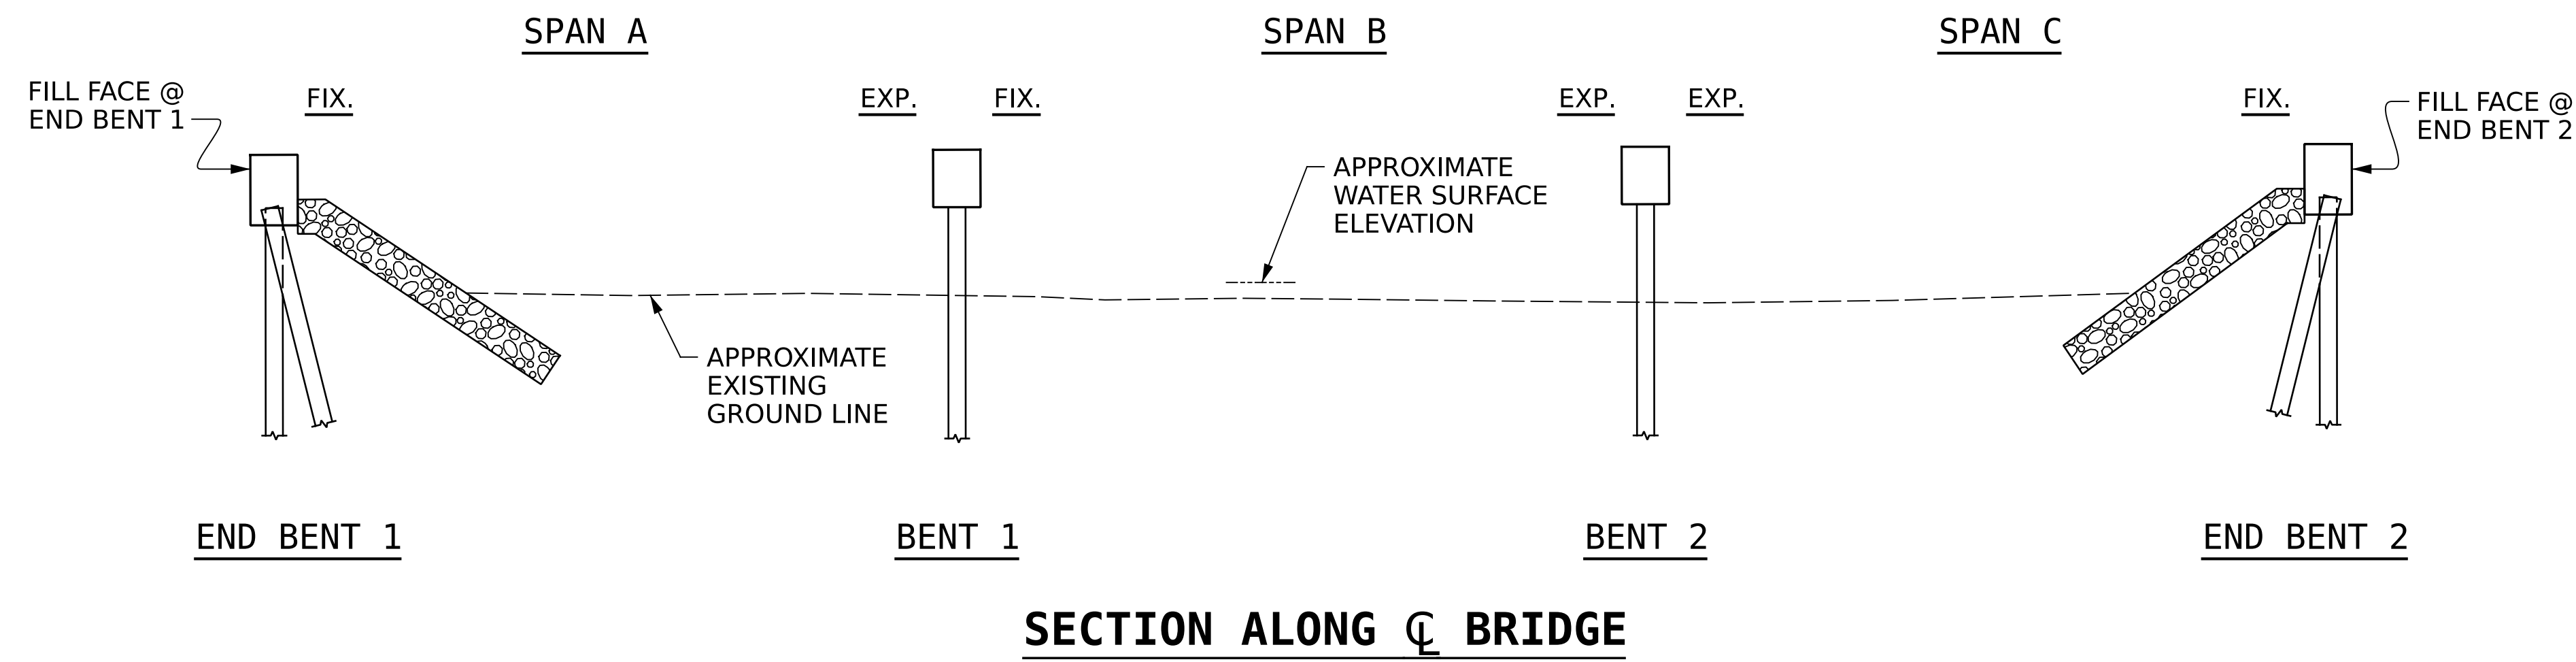 SPAN A
SPAN B
SPAN C
FILL FACE @
END BENT 1
FIX.
EXP.
FIX.
EXP.
EXP.
FIX.
FILL FACE @
END BENT 2
APPROXIMATE
WATER SURFACE
ELEVATION
APPROXIMATE
EXISTING
GROUND LINE
END BENT 1
BENT 1
BENT 2
END BENT 2
SECTION ALONG ℄ BRIDGE